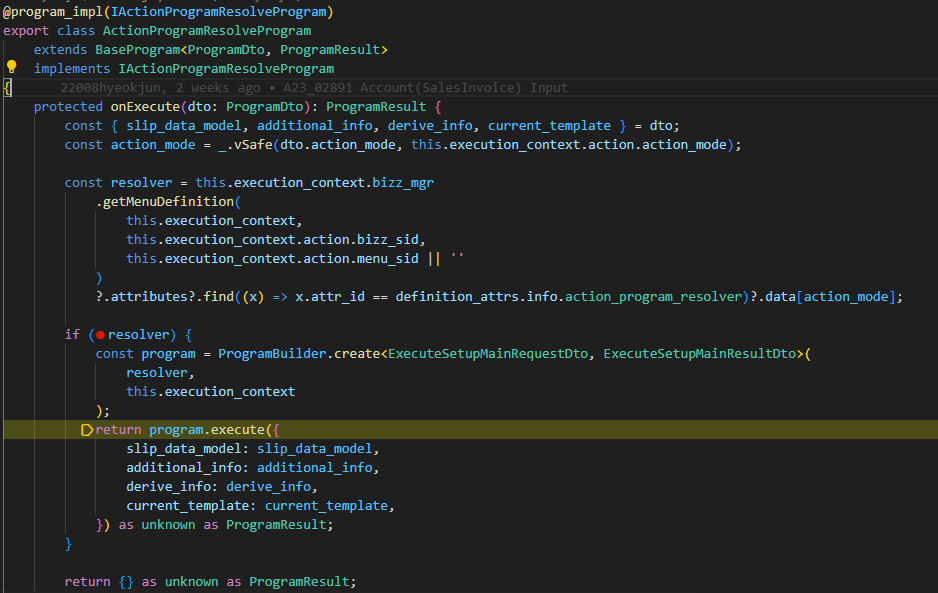 @program_impl(IActionProgramResolveProgram)
export class ActionProgramResolveProgram
    extends BaseProgram<ProgramDto, ProgramResult>
    implements IActionProgramResolveProgram
{       22008hyeokjun, 2 weeks ago • A23_02891 Account(SalesInvoice) Input
    protected onExecute(dto: ProgramDto): ProgramResult {
        const { slip_data_model, additional_info, derive_info, current_template } = dto;
        const action_mode = _.vSafe(dto.action_mode, this.execution_context.action.action_mode);

        const resolver = this.execution_context.bizz_mgr
            .getMenuDefinition(
                this.execution_context,
                this.execution_context.action.bizz_sid,
                this.execution_context.action.menu_sid || ''
            )
            ?.attributes?.find((x) => x.attr_id == definition_attrs.info.action_program_resolver)?.data[action_mode];

        if (resolver) {
            const program = ProgramBuilder.create<ExecuteSetupMainRequestDto, ExecuteSetupMainResultDto>(
                resolver,
                this.execution_context
            );
            return program.execute({
                slip_data_model: slip_data_model,
                additional_info: additional_info,
                derive_info: derive_info,
                current_template: current_template,
            }) as unknown as ProgramResult;
        }

        return {} as unknown as ProgramResult;